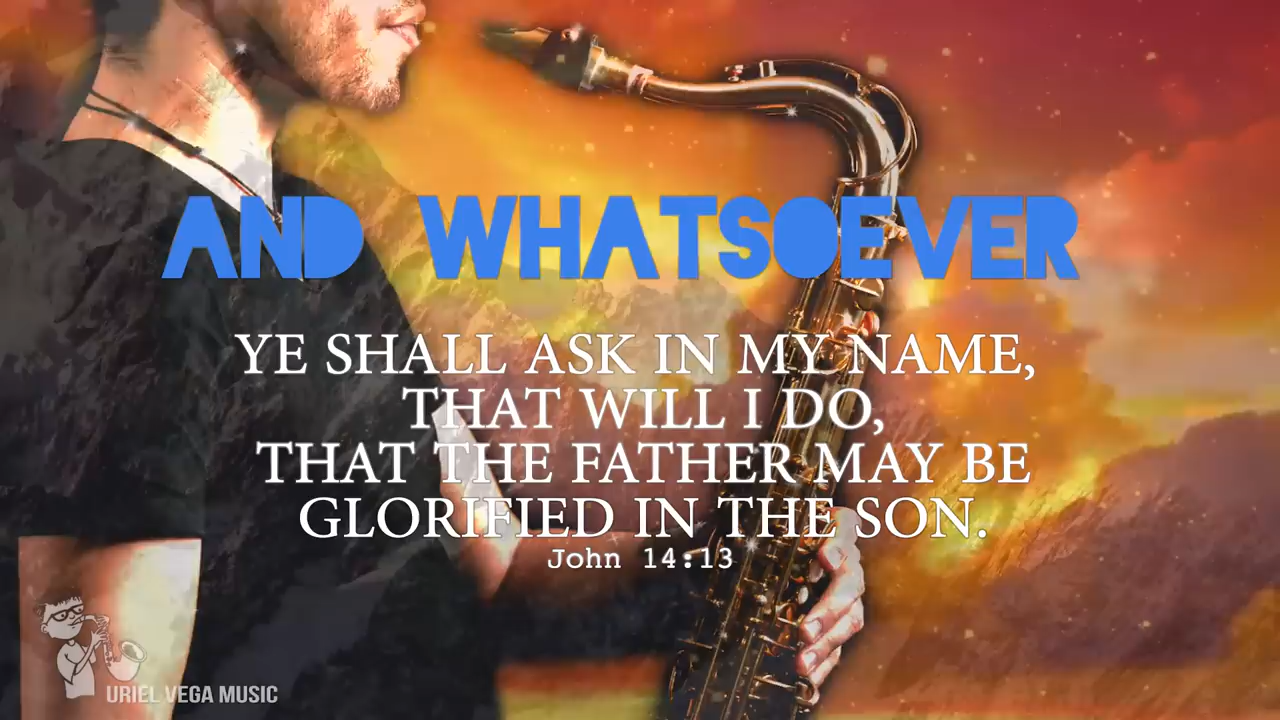 AND WHATSOEVER
YE SHALL ASK IN MY NAME,
THAT WILL I DO,
THAT THE FATHER MAY BE
GLORIFIED IN THE SON.
John 14:13
URIEL VEGA MUSIC